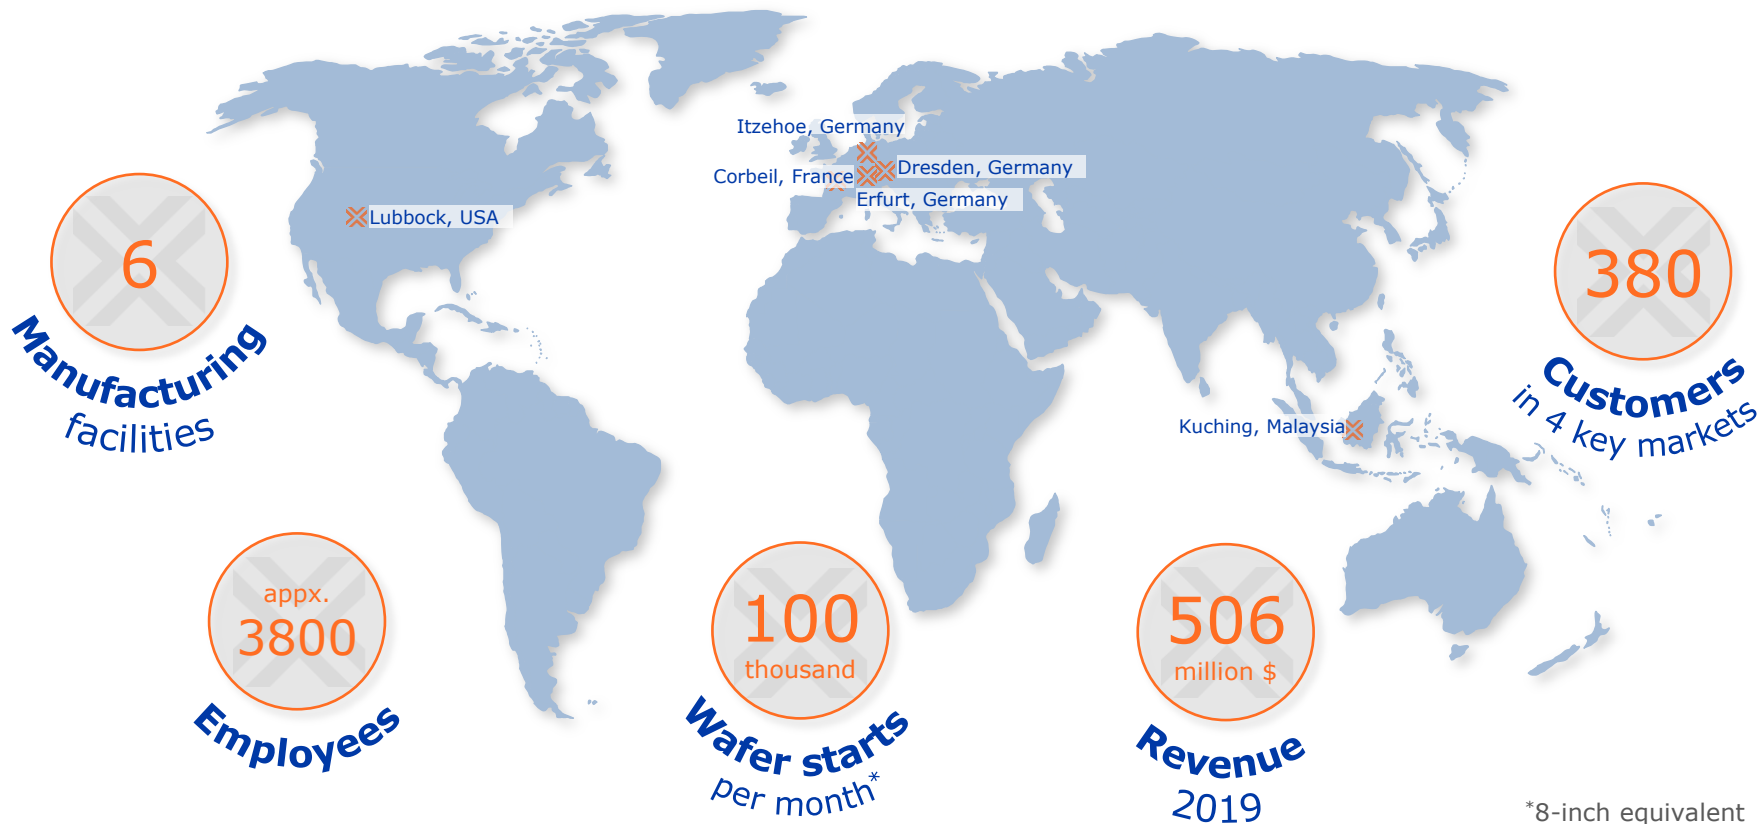 Itzehoe, Germany
Dresden, Germany
Corbeil, France
Erfurt, Germany
Lubbock, USA
6
Manufacturing
facilities
380
Customers
in 4 key markets
Kuching, Malaysia
appx.
3800
Employees
100
thousand
Wafer starts
per month*
506
million $
Revenue
2019
*8-inch equivalent